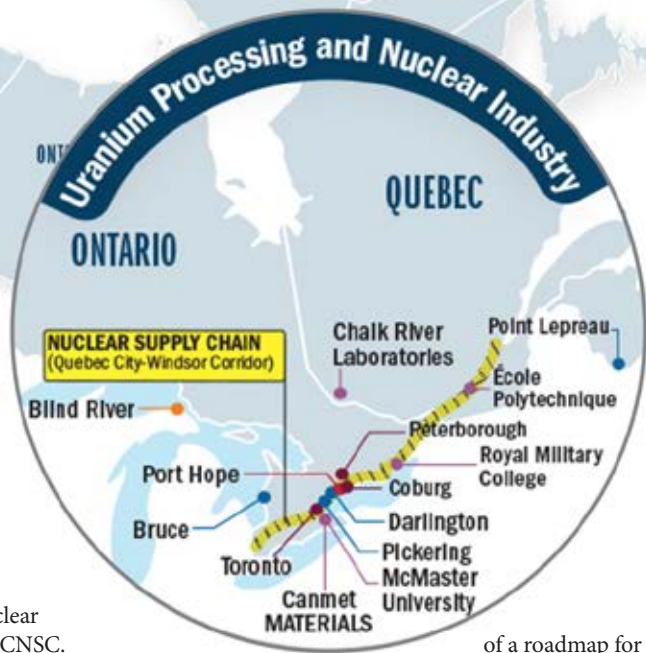 Uranium Processing and Nuclear Industry
ONT
QUEBEC
ONTARIO
NUCLEAR SUPPLY CHAIN
(Quebec City-Windsor Corridor)
Chalk River
Laboratories
Point Lepreau
École
Polytechnique
Blind River
Peterborough
Royal Military
College
Port Hope
Coburg
Bruce
Darlington
Pickering
Toronto
McMaster
University
Canmet
MATERIALS
clear
CNSC.
of a roadmap for